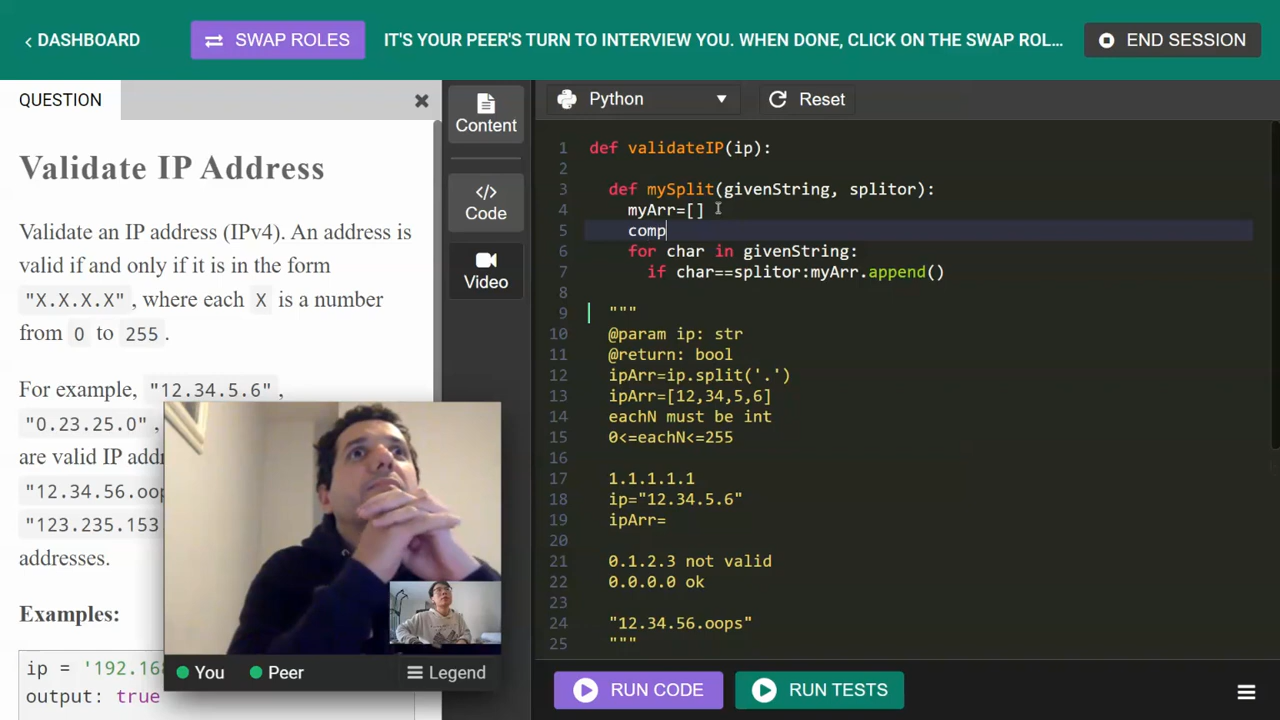 DASHBOARD
SWAP ROLES
IT'S YOUR PEER'S TURN TO INTERVIEW YOU. WHEN DONE, CLICK ON THE SWAP ROL...
END SESSION
QUESTION
Validate IP Address
Validate an IP address (IPv4). An address is
valid if and only if it is in the form
"X.X.X.X", where each X is a number
from 0 to 255.
For example, "12.34.5.6",
"0.23.25.0",
are valid IP
"12.34.56.oop
"123.235.153
addresses.
Examples:
ip = '192.16
output: true
Content
Code
Video
You
Peer
Legend
Python
Reset
1 def validateIP(ip):
2
3 def mySplit(givenString, splitor):
4 myArr=[]
5 comp
6 for char in givenString:
7 if char==splitor:myArr.append()
8
9 """
10 @param ip: str
11 @return: bool
12 ipArr=ip.split('.')
13 ipArr=[12,34,5,6]
14 eachN must be int
15 0<=eachN<=255
16
17 1.1.1.1.1
18 ip="12.34.5.6"
19 ipArr=
20
21 0.1.2.3 not valid
22 0.0.0.0 ok
23
24 "12.34.56.oops"
25 """
RUN CODE
RUN TESTS